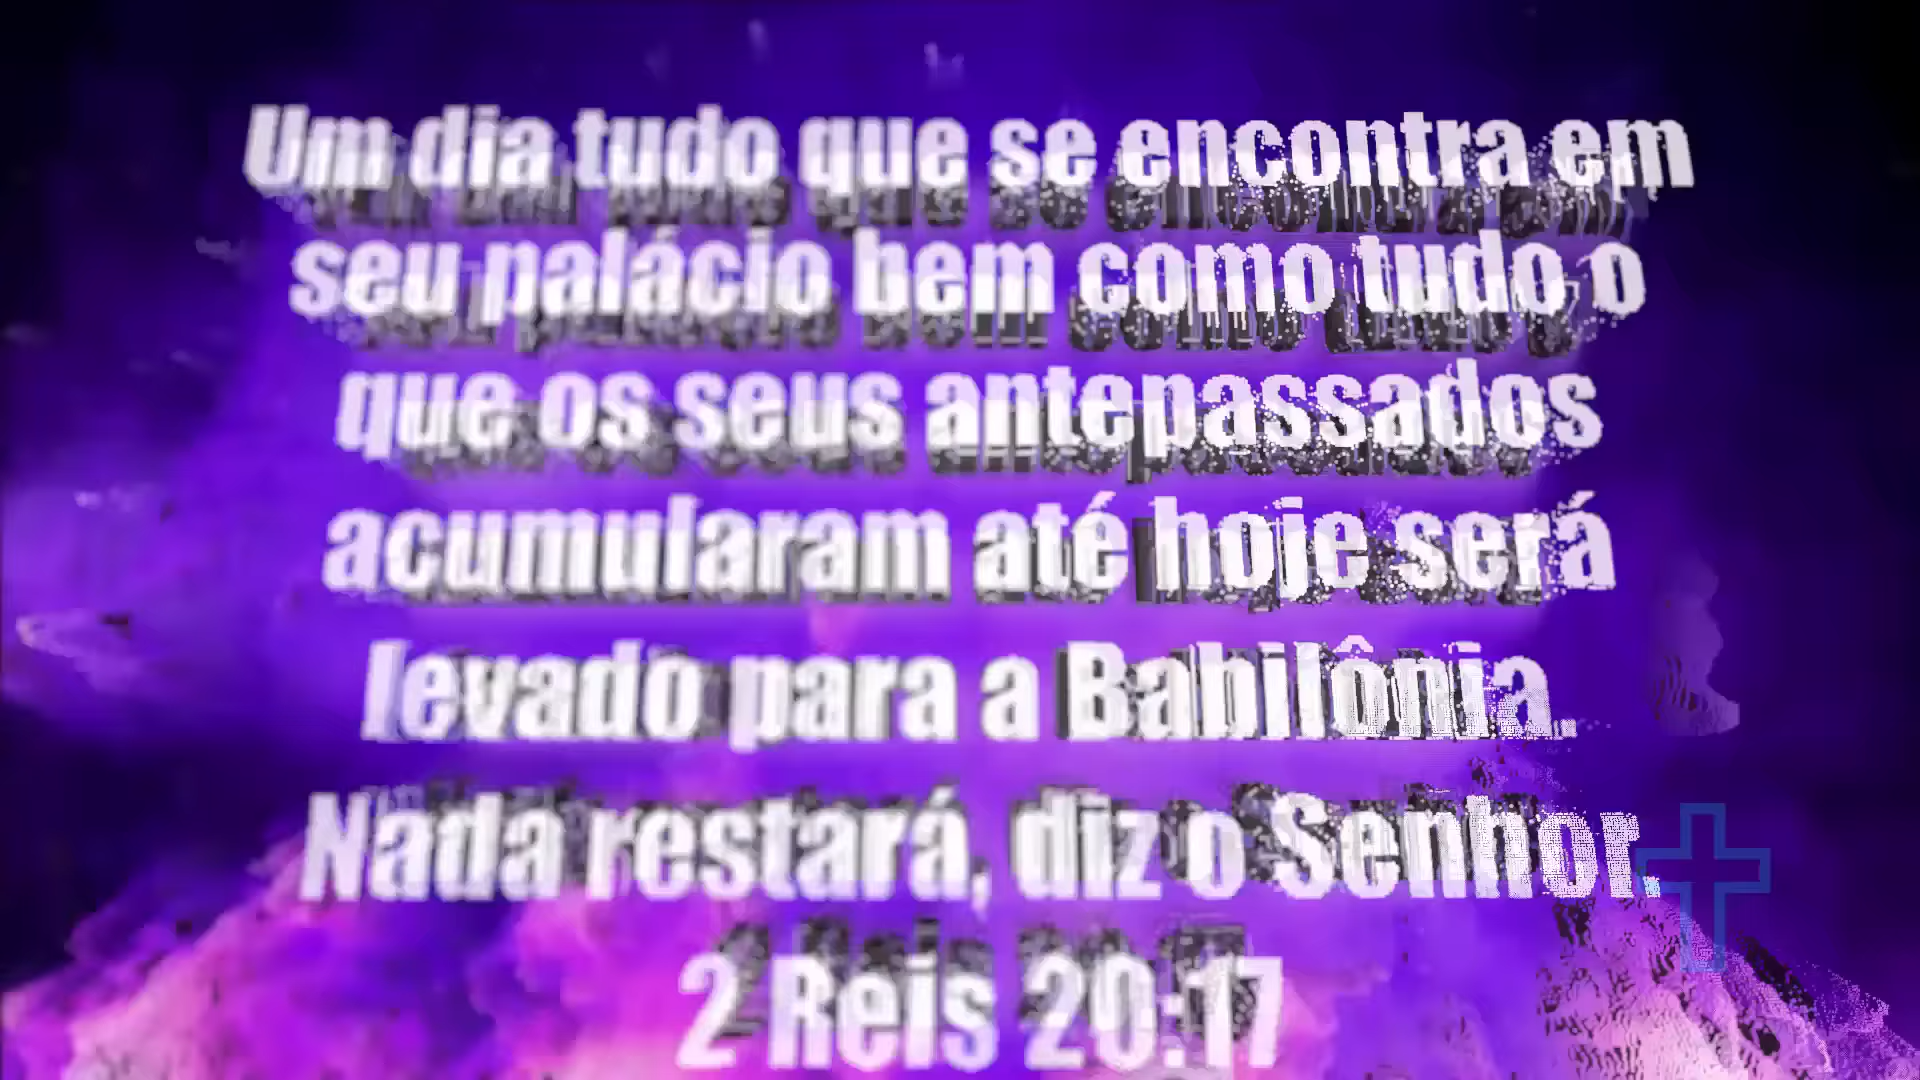 Um dia tudo que se encontra em
seu palácio bem como tudo o
que os seus antepassados
acumularam até hoje será
levado para a Babilônia.
Nada restará, diz o Senhor.
2 Reis 20:17